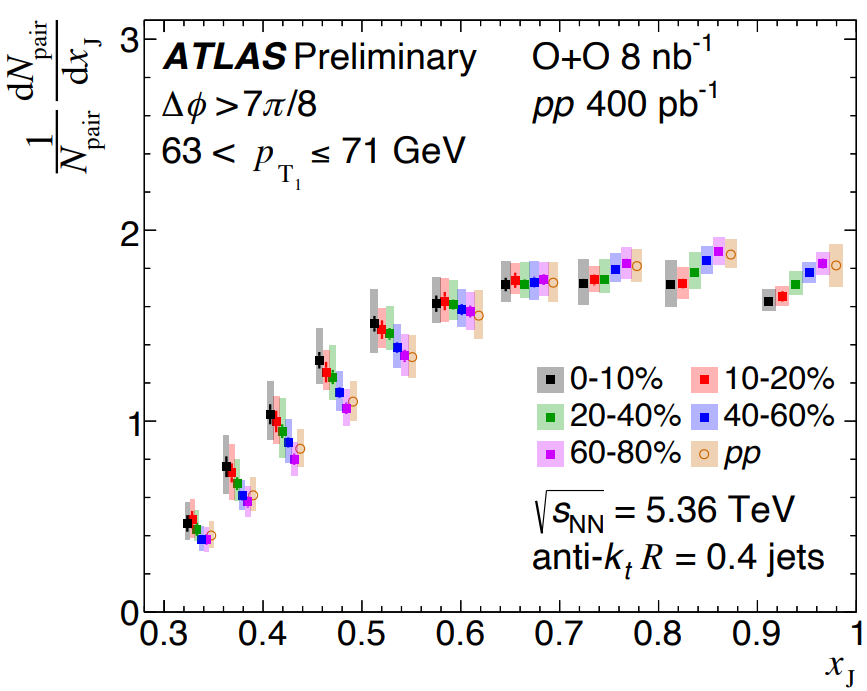 1/N_pair dN_pair/dx_J
ATLAS Preliminary
O+O 8 nb⁻¹
Δϕ > 7π/8
pp 400 pb⁻¹
63 < p_T₁ ≤ 71 GeV
3
2
1
0
0-10% 10-20%
20-40% 40-60%
60-80% pp
√s_NN = 5.36 TeV
anti-k_t R = 0.4 jets
0.3 0.4 0.5 0.6 0.7 0.8 0.9 1
x_J